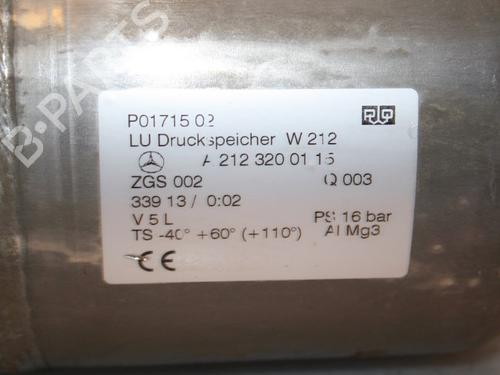 P01715 02
LU Druckspeicher W 212
A 212 320 01 15
ZGS 002 Q 003
339 13 / 0:02
V 5 L PS 16 bar
TS -40° +60° (+110°) Al Mg3
CE
B-Parts